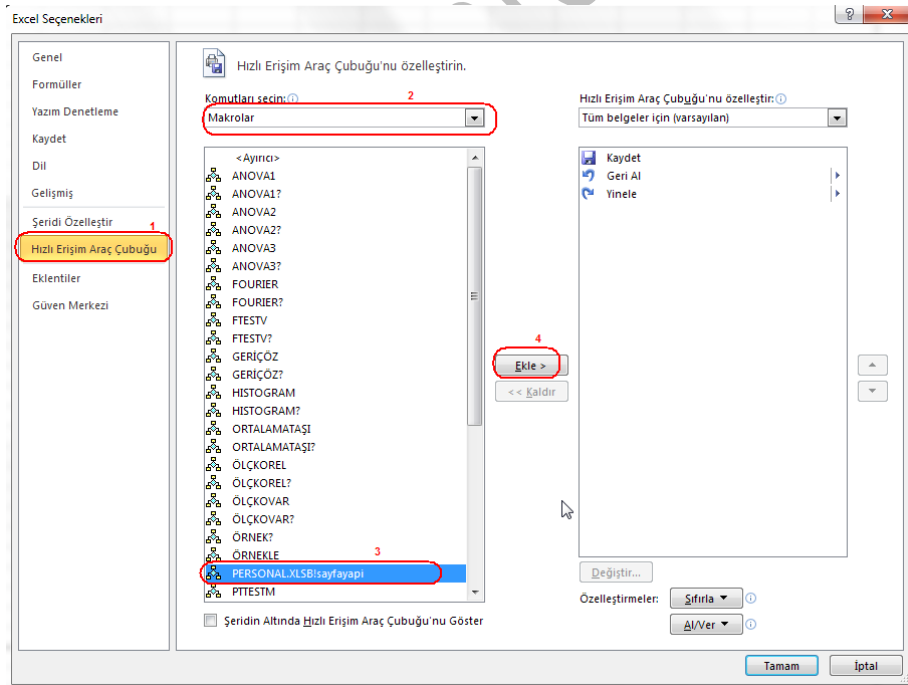 Excel Seçenekleri
Genel
Formüller
Yazım Denetleme
Kaydet
Dil
Gelişmiş
Şeridi Özelleştir
1
Hızlı Erişim Araç Çubuğu
Eklentiler
Güven Merkezi
Hızlı Erişim Araç Çubuğu'nu özelleştirin.
Komutları seçin:
2
Makrolar
<Ayırıcı>
ANOVA1
ANOVA1?
ANOVA2
ANOVA2?
ANOVA3
ANOVA3?
FOURIER
FOURIER?
FTESTV
FTESTV?
GERİÇÖZ
GERİÇÖZ?
HISTOGRAM
HISTOGRAM?
ORTALAMATAŞI
ORTALAMATAŞI?
ÖLÇKOREL
ÖLÇKOREL?
ÖLÇKOVAR
ÖLÇKOVAR?
ÖRNEK?
ÖRNEKLE
3
PERSONAL.XLSB!sayfayapi
PTTESTM
Şeridin Altında Hızlı Erişim Araç Çubuğu'nu Göster
4
Ekle >
<< Kaldır
Hızlı Erişim Araç Çubuğu'nu özelleştir:
Tüm belgeler için (varsayılan)
Kaydet
Geri Al
Yinele
Değiştir...
Özelleştirmeler:
Sıfırla
Al/Ver
Tamam
İptal